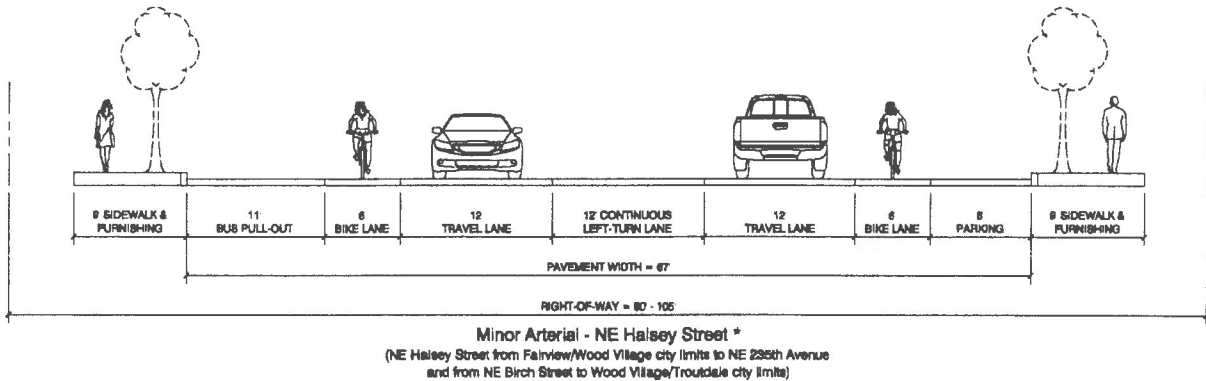 9' SIDEWALK &
FURNISHING
11'
BUS PULL-OUT
6'
BIKE LANE
12'
TRAVEL LANE
12' CONTINUOUS
LEFT-TURN LANE
12'
TRAVEL LANE
6'
BIKE LANE
8'
PARKING
9' SIDEWALK &
FURNISHING
PAVEMENT WIDTH = 67'
RIGHT-OF-WAY = 80' - 105'
Minor Arterial - NE Halsey Street *
(NE Halsey Street from Fairview/Wood Village city limits to NE 238th Avenue
and from NE Birch Street to Wood Village/Troutdale city limits)